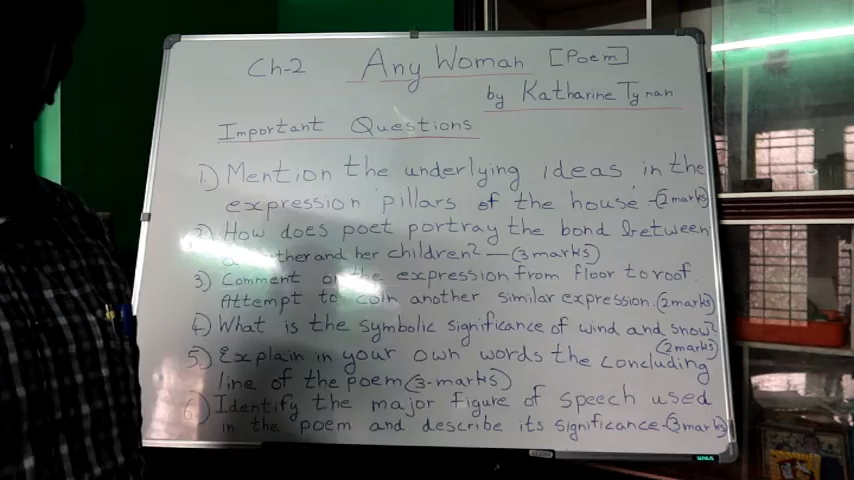 Ch-2 Any Woman [Poem]
by Katharine Tynan
Important Questions
1) Mention the underlying ideas in the
expression 'pillars of the house' -(2marks)
2) How does poet portray the bond between
and her children? — (3marks)
3) Comment on the expression from floor to roof.
Attempt to coin another similar expression. (2marks)
4) What is the symbolic significance of wind and snow?
(2marks)
5) Explain in your own words the concluding
line of the poem (3-marks)
6) Identify the major figure of speech used
in the poem and describe its significance-(3marks)